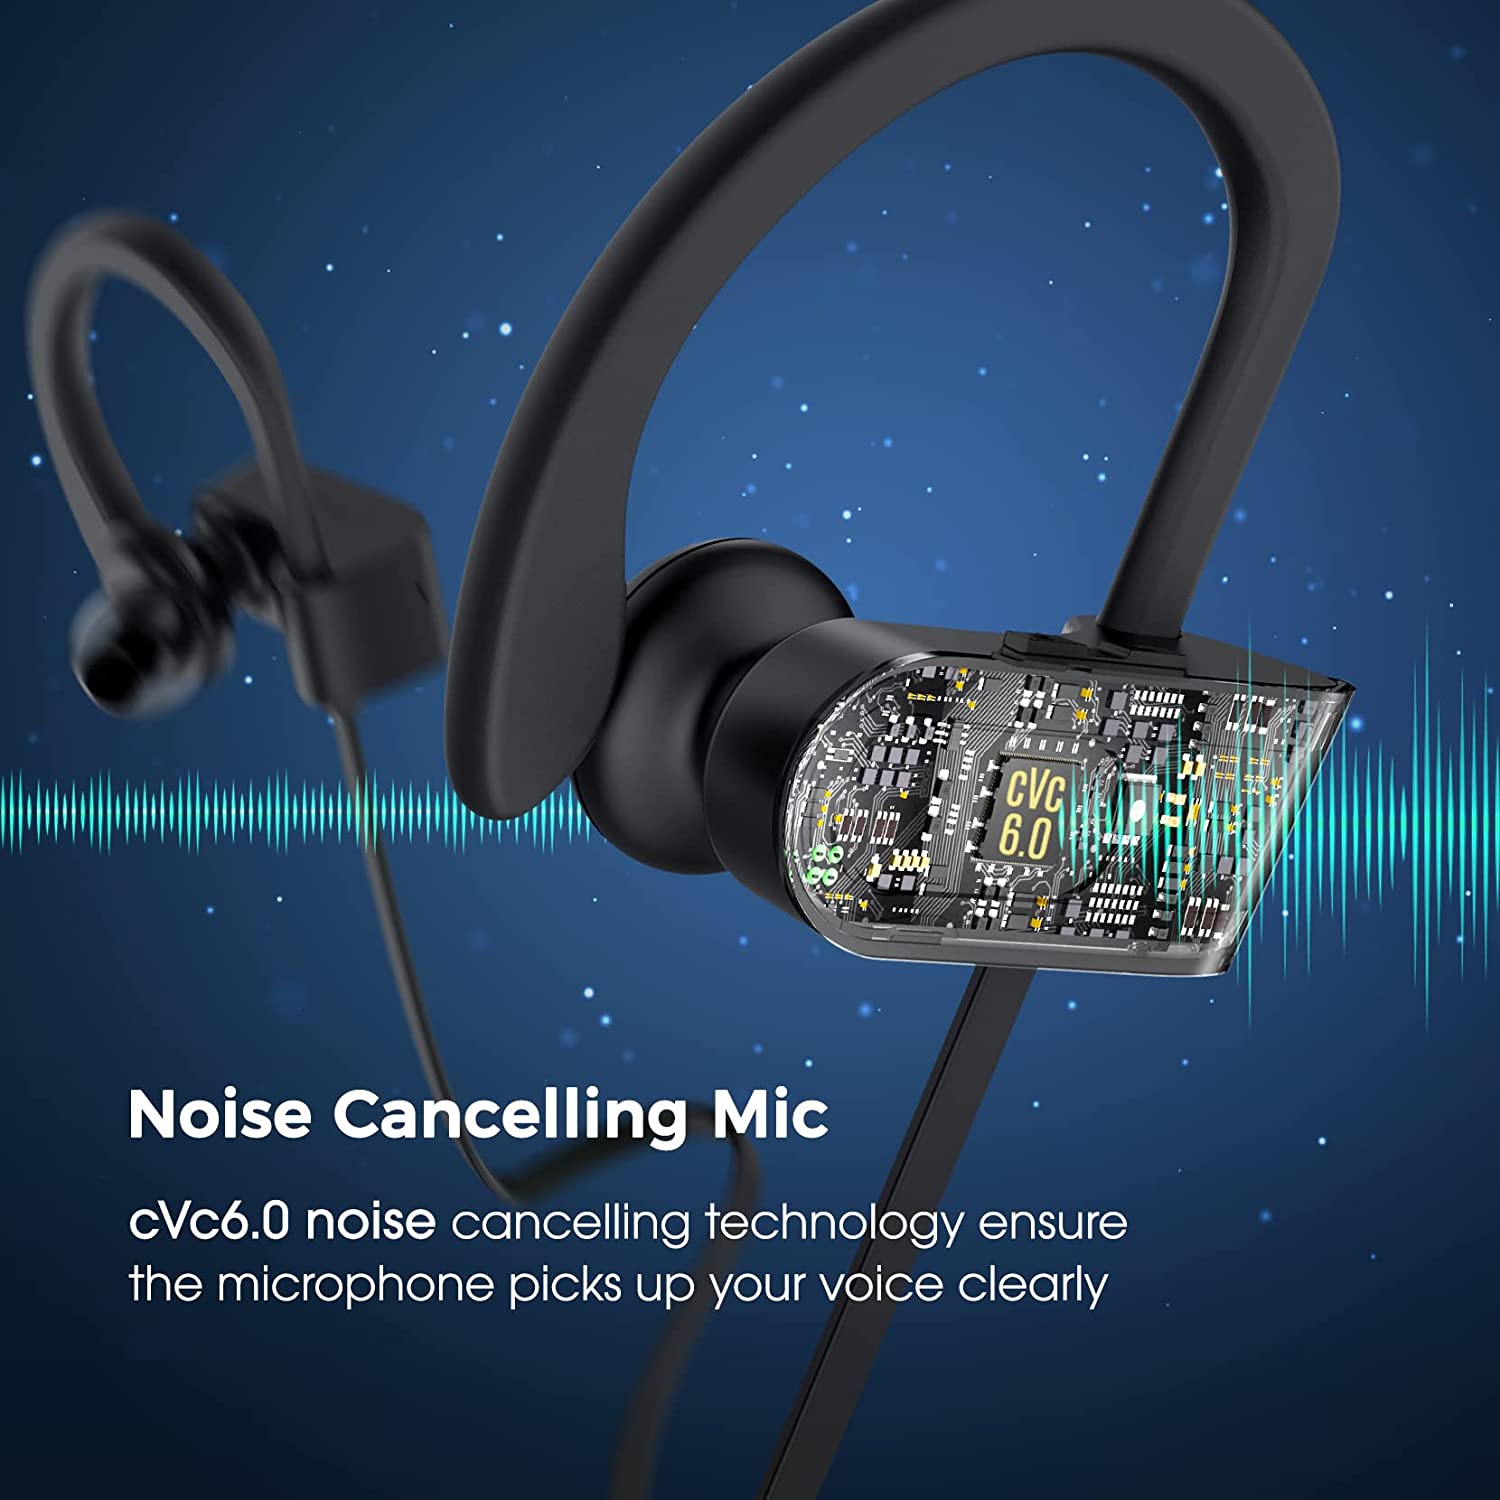 cVc
6.0
Noise Cancelling Mic
cVc6.0 noise cancelling technology ensure
the microphone picks up your voice clearly